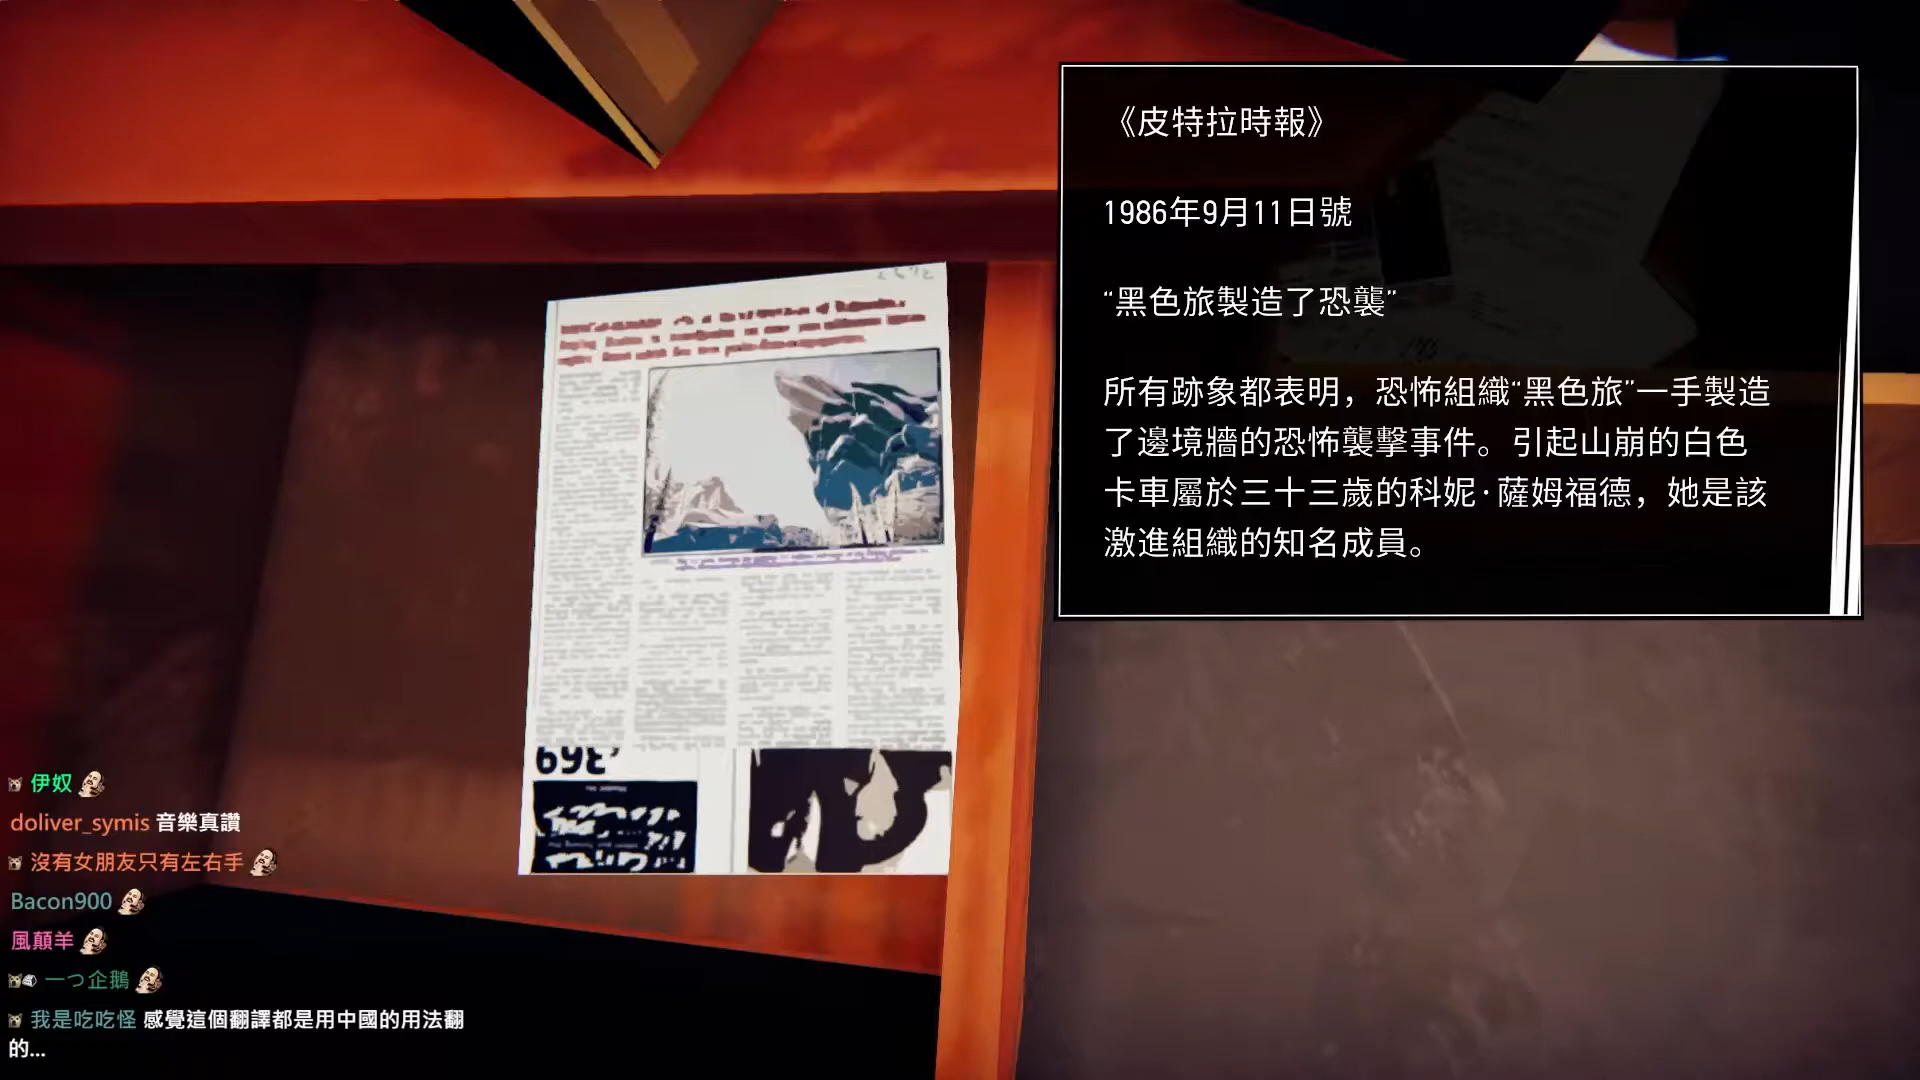 《皮特拉時報》
1986年9月11日號
“黑色旅製造了恐襲”
所有跡象都表明，恐怖組織“黑色旅”一手製造
了邊境牆的恐怖襲擊事件。引起山崩的白色
卡車屬於三十三歲的科妮·薩姆福德，她是該
激進組織的知名成員。
伊奴
doliver_symis 音樂真讚
沒有女朋友只有左右手
Bacon900
風顛羊
一つ企鵝
我是吃吃怪 感覺這個翻譯都是用中國的用法翻
的...